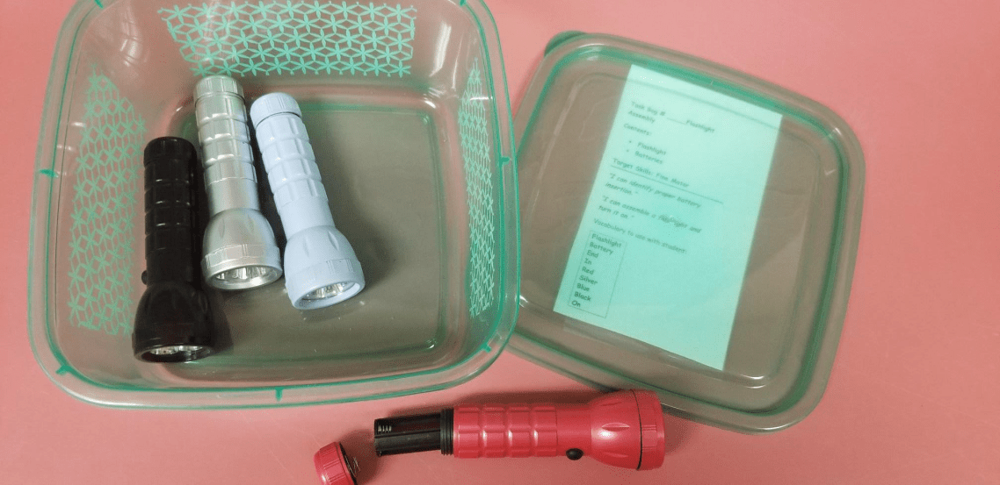 Task Bag # ______ Flashlight
Assembly
Contents:
• Flashlight
• Batteries
Target Skills: Fine Motor
"I can identify proper battery
insertion."
"I can assemble a flashlight and
turn it on."
Vocabulary to use with student:
Flashlight
Battery
End
In
Red
Silver
Blue
Black
On